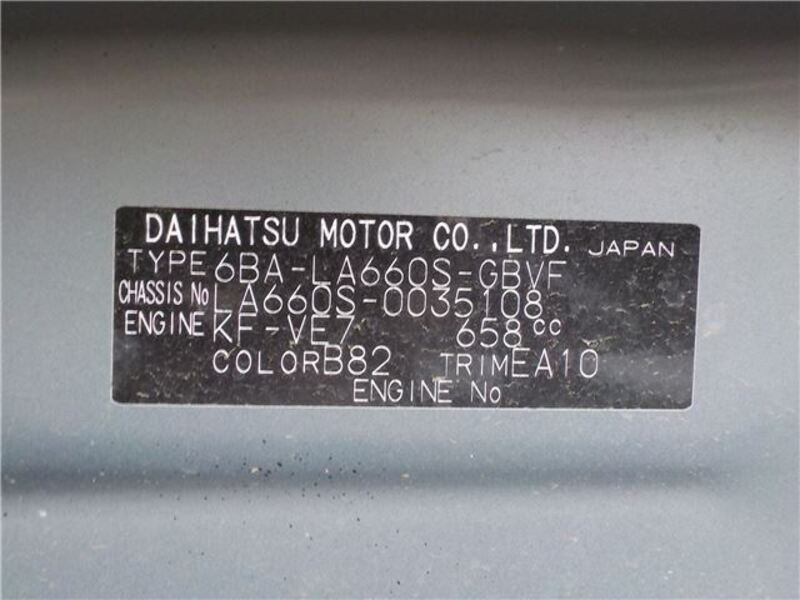 DAIHATSU MOTOR CO.,LTD. JAPAN
TYPE 6BA-LA660S-GBVF
CHASSIS No LA660S-0035108
ENGINE KF-VE7 658cc
COLOR B82 TRIM EA10
ENGINE No